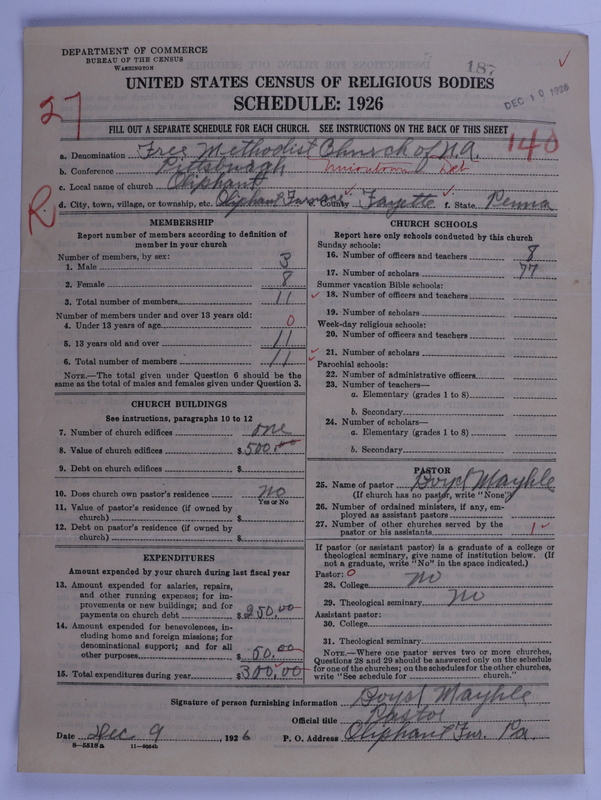 DEPARTMENT OF COMMERCE
BUREAU OF THE CENSUS
WASHINGTON
187
DEC 10 1926
UNITED STATES CENSUS OF RELIGIOUS BODIES
SCHEDULE: 1926
27
FILL OUT A SEPARATE SCHEDULE FOR EACH CHURCH. SEE INSTRUCTIONS ON THE BACK OF THIS SHEET
140
a. Denomination Free Methodist Church of N.A.
b. Conference Pittsburgh Uniontown Dst
c. Local name of church Oliphant
d. City, town, village, or township, etc. Oliphant Furnace County Fayette f. State Penna
R
MEMBERSHIP
Report number of members according to definition of
member in your church
Number of members, by sex:
1. Male 3
2. Female 8
3. Total number of members 11
Number of members under and over 13 years old:
4. Under 13 years of age 0
5. 13 years old and over 11
6. Total number of members 11
NOTE.—The total given under Question 6 should be the
same as the total of males and females given under Question 3.
CHURCH BUILDINGS
See instructions, paragraphs 10 to 12
7. Number of church edifices one
8. Value of church edifices $500.00
9. Debt on church edifices $
10. Does church own pastor's residence no
Yes or No
11. Value of pastor's residence (if owned by
church) $
12. Debt on pastor's residence (if owned by
church) $
EXPENDITURES
Amount expended by your church during last fiscal year
13. Amount expended for salaries, repairs,
and other running expenses; for im-
provements or new buildings; and for
payments on church debt $250.00
14. Amount expended for benevolences, in-
cluding home and foreign missions; for
denominational support; and for all
other purposes $50.00
15. Total expenditures during year $300.00
CHURCH SCHOOLS
Report here only schools conducted by this church
Sunday schools:
16. Number of officers and teachers 8
17. Number of scholars 77
Summer vacation Bible schools:
18. Number of officers and teachers
19. Number of scholars
Week-day religious schools:
20. Number of officers and teachers
21. Number of scholars
Parochial schools:
22. Number of administrative officers
23. Number of teachers—
a. Elementary (grades 1 to 8)
b. Secondary
24. Number of scholars—
a. Elementary (grades 1 to 8)
b. Secondary
PASTOR
25. Name of pastor Boyd Mayhle
(If church has no pastor, write "None")
26. Number of ordained ministers, if any, em-
ployed as assistant pastors
27. Number of other churches served by the
pastor or his assistants 1
If pastor (or assistant pastor) is a graduate of a college or
theological seminary, give name of institution below. (If
not a graduate, write "No" in the space indicated.)
Pastor: 0
28. College no
29. Theological seminary no
Assistant pastor:
30. College
31. Theological seminary
NOTE.—Where one pastor serves two or more churches,
Questions 28 and 29 should be answered only on the schedule
for one of the churches; on the schedules for the other churches,
write "See schedule for church."
Signature of person furnishing information Boyd Mayhle
Official title Pastor
Date Dec 9, 1926 P. O. Address Oliphant Fur. Pa.
8—5518a 11—9064b